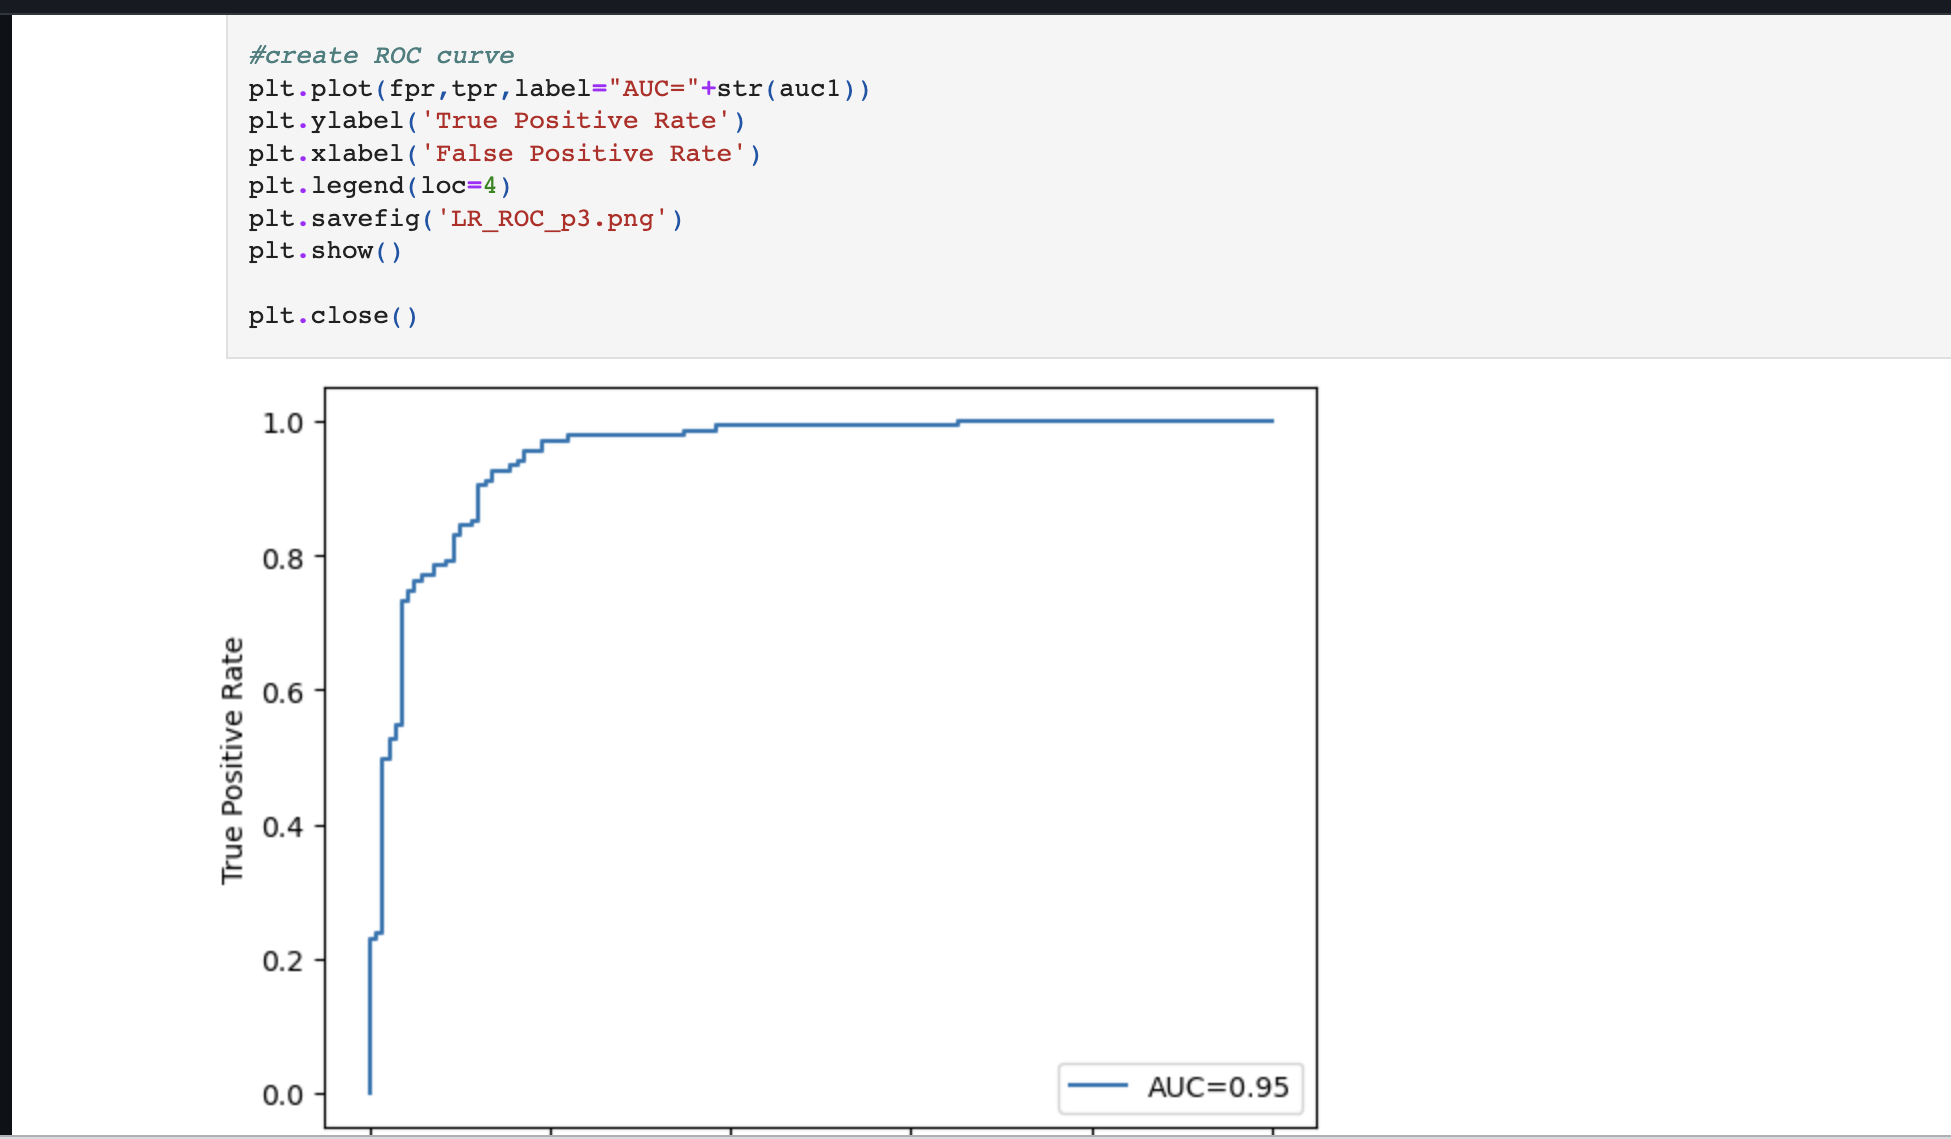 #create ROC curve
plt.plot(fpr,tpr,label="AUC="+str(auc1))
plt.ylabel('True Positive Rate')
plt.xlabel('False Positive Rate')
plt.legend(loc=4)
plt.savefig('LR_ROC_p3.png')
plt.show()
plt.close()
1.0
0.8
0.6
True Positive Rate
0.4
0.2
0.0
AUC=0.95